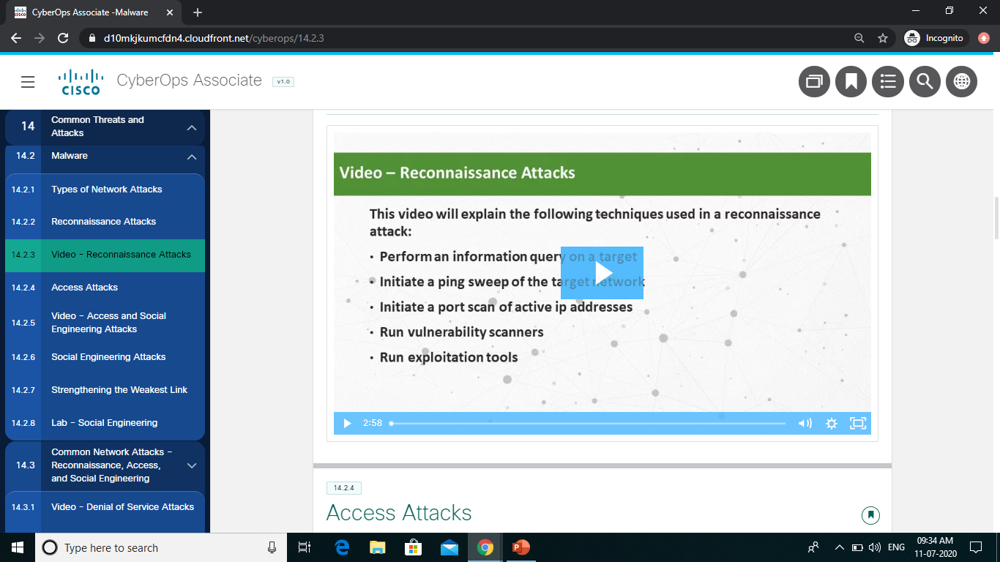 CyberOps Associate -Malware
d10mkjkumcfdn4.cloudfront.net/cyberops/14.2.3
Incognito
CISCO
CyberOps Associate
v1.0
14
Common Threats and
Attacks
14.2
Malware
14.2.1
Types of Network Attacks
14.2.2
Reconnaissance Attacks
14.2.3
Video - Reconnaissance Attacks
14.2.4
Access Attacks
14.2.5
Video – Access and Social
Engineering Attacks
14.2.6
Social Engineering Attacks
14.2.7
Strengthening the Weakest Link
14.2.8
Lab – Social Engineering
14.3
Common Network Attacks –
Reconnaissance, Access,
and Social Engineering
14.3.1
Video - Denial of Service Attacks
Video – Reconnaissance Attacks
This video will explain the following techniques used in a reconnaissance
attack:
• Perform an information query on a target
• Initiate a ping sweep of the target network
• Initiate a port scan of active ip addresses
• Run vulnerability scanners
• Run exploitation tools
2:58
14.2.4
Access Attacks
Type here to search
ENG
09:34 AM
11-07-2020